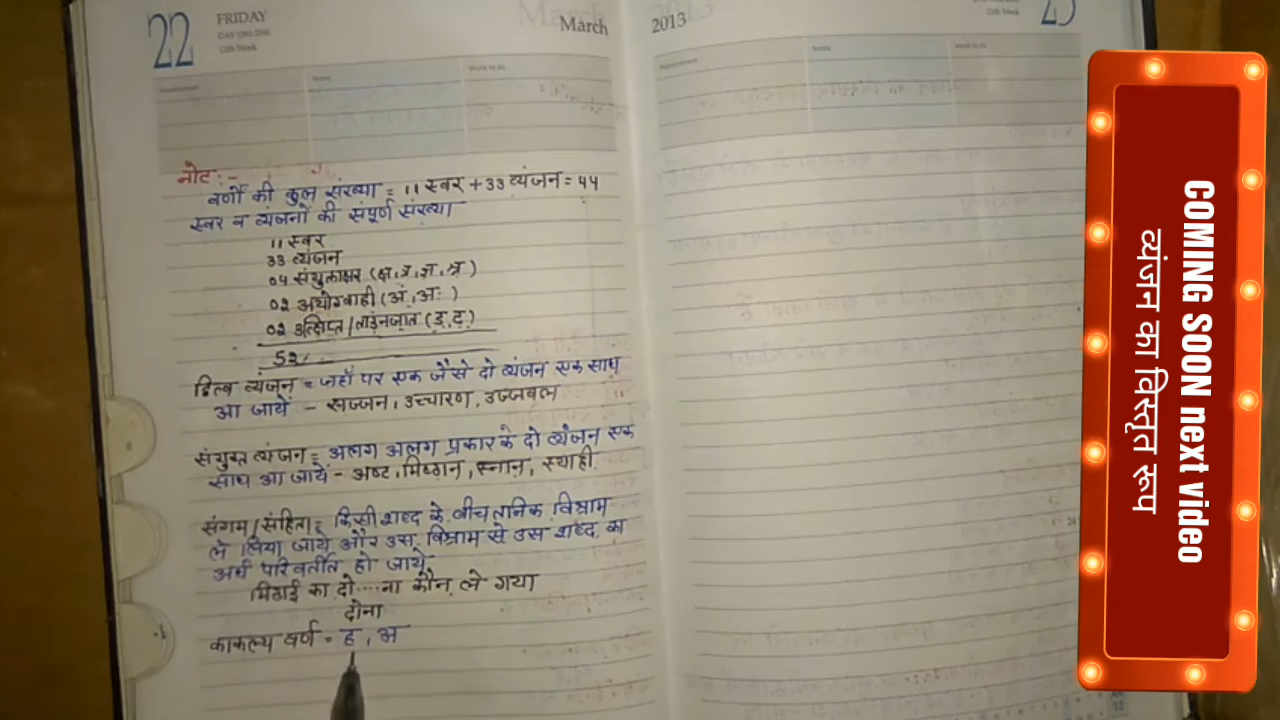 22
FRIDAY
12th Week
March
2013
नोट:-
वर्णों की कुल संख्या = 11 स्वर + 33 व्यंजन = 44
स्वर व व्यंजनों की संपूर्ण संख्या
11 स्वर
33 व्यंजन
04 संयुक्ताक्षर (क्ष, त्र, ज्ञ, श्र)
02 अयोगवाही (अं, अः)
02 उत्क्षिप्त / (ड़, ढ़)
52
द्वित्व व्यंजन = जहाँ पर एक जैसे दो व्यंजन एक साथ
आ जाये - सज्जन, उच्चारण, उज्जवल
संयुक्त व्यंजन = अलग अलग प्रकार के दो व्यंजन एक
साथ आ जाये - अष्ट, मिष्ठान, स्नान, स्याही
संगम / संहिता = किसी शब्द के बीच तनिक विश्राम
ले लिया जाये और उस विश्राम से उस शब्द का
अर्थ परिवर्तीत हो जाये
मिठाई का दो....ना कौन ले गया
दोना
काकल्य वर्ण - ह, अ
COMING SOON next video
व्यंजन का विस्तृत रूप